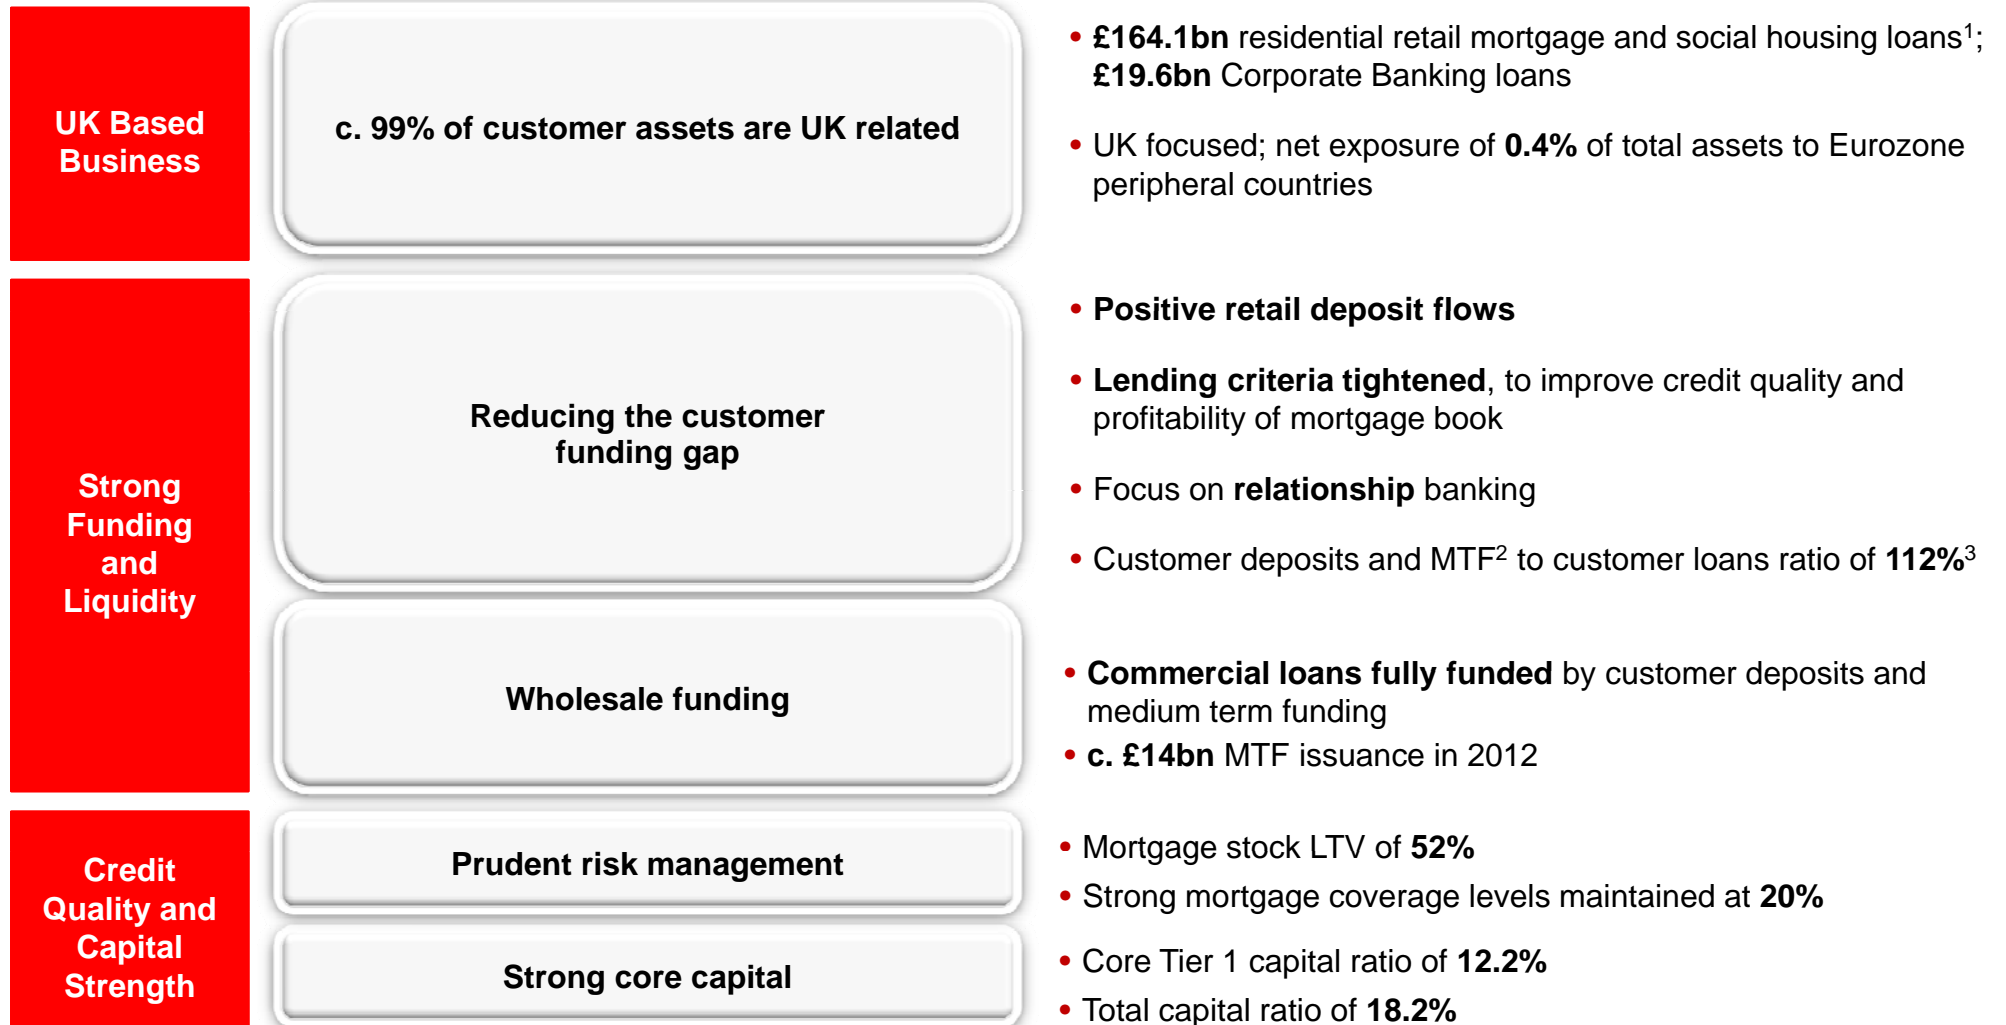 UK Based
Business
c. 99% of customer assets are UK related
• £164.1bn residential retail mortgage and social housing loans¹;
£19.6bn Corporate Banking loans
• UK focused; net exposure of 0.4% of total assets to Eurozone
peripheral countries
Strong
Funding
and
Liquidity
Reducing the customer
funding gap
• Positive retail deposit flows
• Lending criteria tightened, to improve credit quality and
profitability of mortgage book
• Focus on relationship banking
• Customer deposits and MTF² to customer loans ratio of 112%³
Wholesale funding
• Commercial loans fully funded by customer deposits and
medium term funding
• c. £14bn MTF issuance in 2012
Credit
Quality and
Capital
Strength
Prudent risk management
• Mortgage stock LTV of 52%
• Strong mortgage coverage levels maintained at 20%
Strong core capital
• Core Tier 1 capital ratio of 12.2%
• Total capital ratio of 18.2%